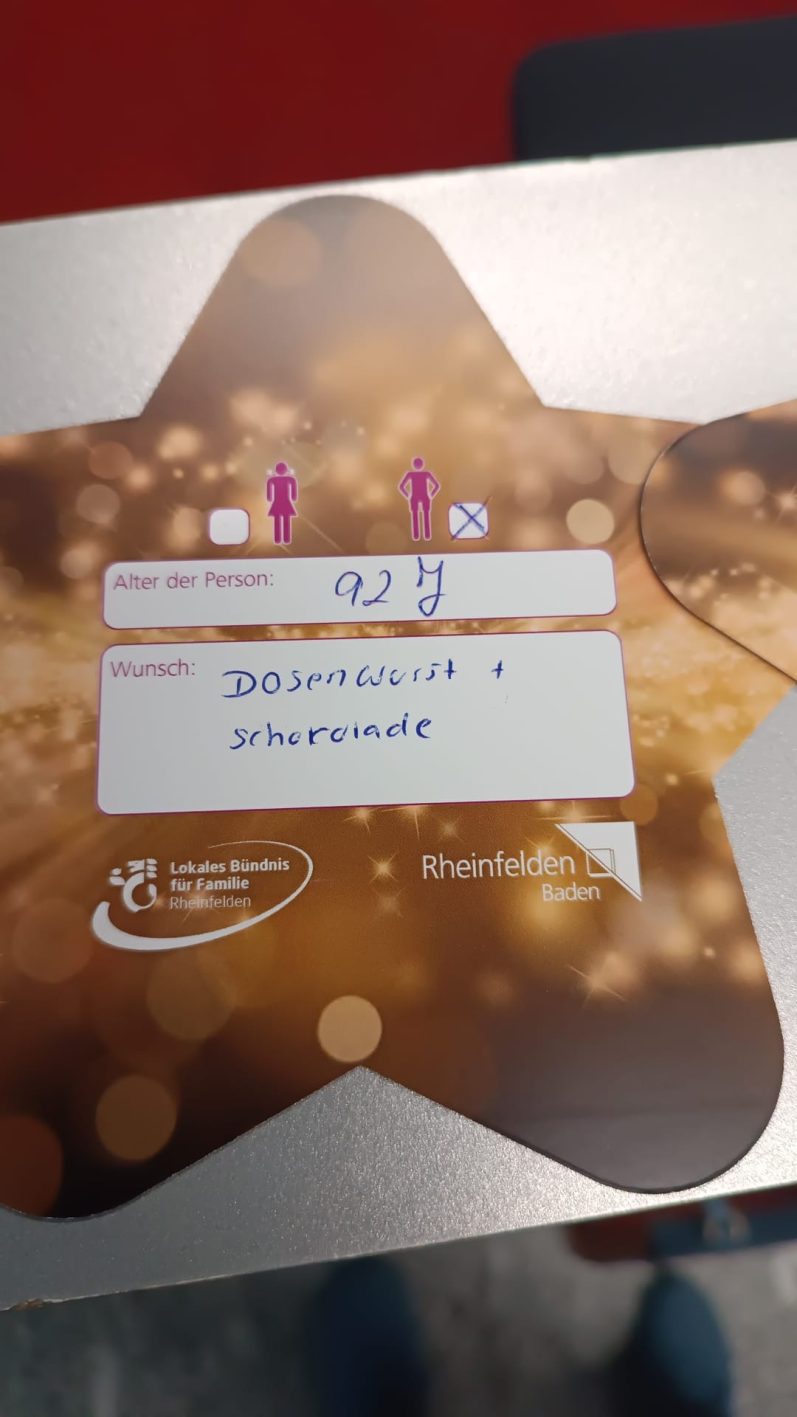 Alter der Person: 92 J
Wunsch: Dosenwurst +
Schokolade
Lokales Bündnis
für Familie
Rheinfelden
Rheinfelden
Baden